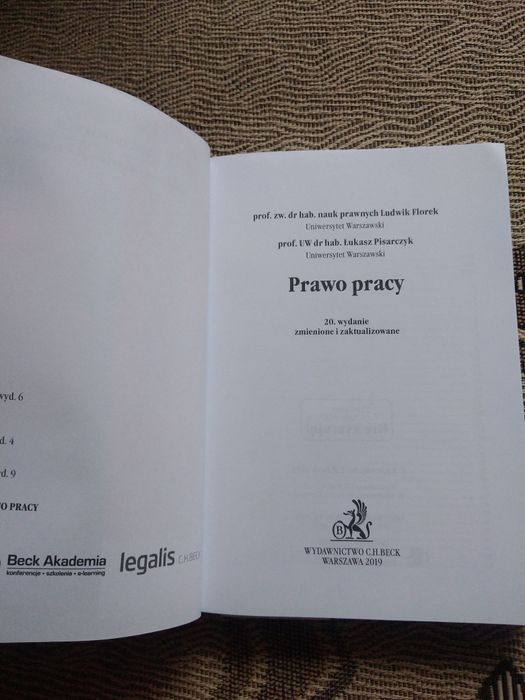 wyd. 6
d. 4
d. 9
O PRACY
Beck Akademia
konferencje • szkolenia • e-learning
legalis C.H.BECK
prof. zw. dr hab. nauk prawnych Ludwik Florek
Uniwersytet Warszawski
prof. UW dr hab. Łukasz Pisarczyk
Uniwersytet Warszawski
Prawo pracy
20. wydanie
zmienione i zaktualizowane
B
WYDAWNICTWO C.H.BECK
WARSZAWA 2019